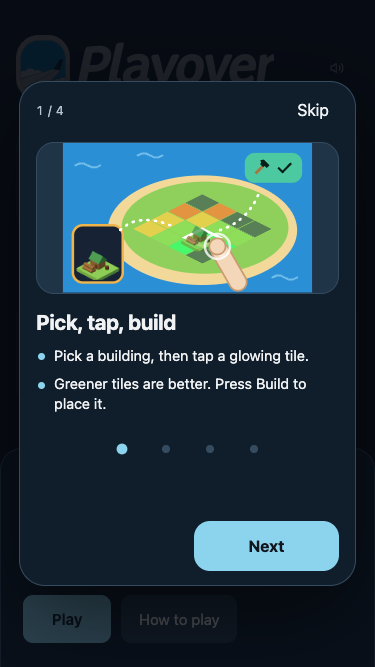 Playover
1 / 4
Skip
Pick, tap, build
Pick a building, then tap a glowing tile.
Greener tiles are better. Press Build to
place it.
Next
Play
How to play